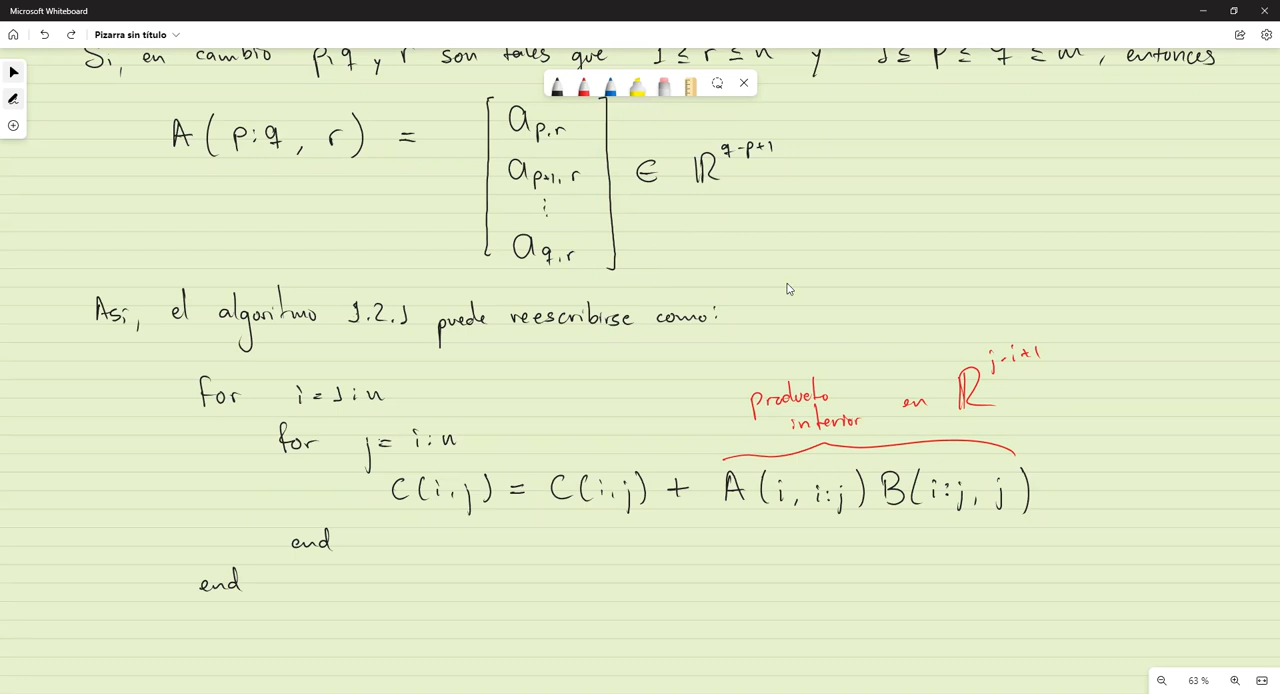 Microsoft Whiteboard
Pizarra sin título
Si, en cambio p, q y r son tales que 1 ≤ r ≤ n y 1 ≤ p ≤ q ≤ m, entonces
A(p:q, r) = [a_{p,r} a_{p+1,r} ⋮ a_{q,r}] ∈ ℝ^{q-p+1}
Así, el algoritmo 1.2.1 puede reescribirse como:
for i = 1:n
producto interior en ℝ^{j-i+1}
for j = i:n
C(i,j) = C(i,j) + A(i, i:j) B(i:j, j)
end
end
63 %